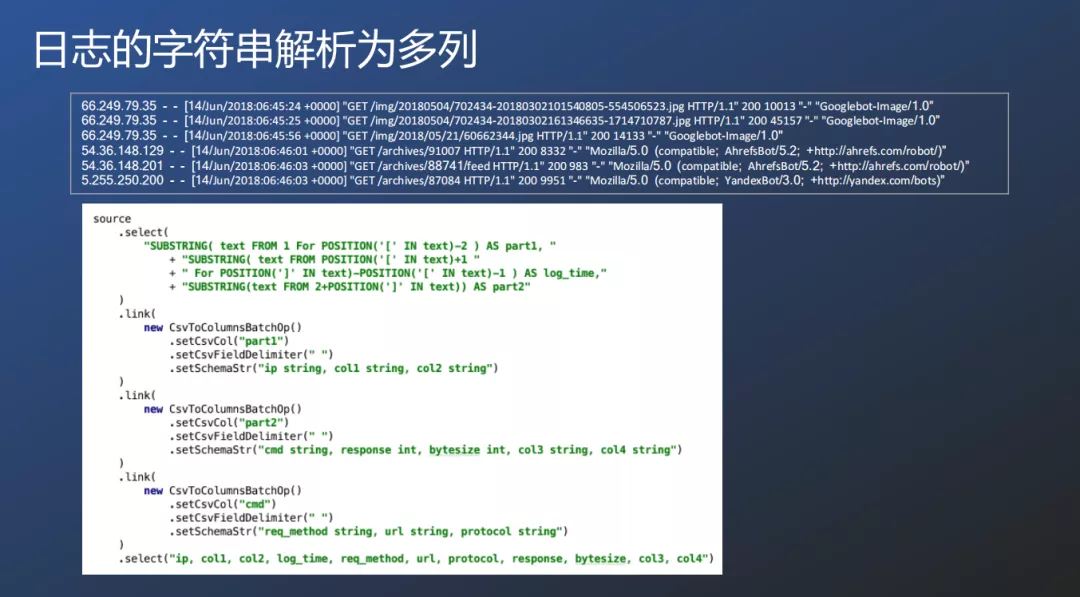 日志的字符串解析为多列
66.249.79.35 - - [14/Jun/2018:06:45:24 +0000] "GET /img/20180504/702434-20180302101540805-554506523.jpg HTTP/1.1" 200 10013 "-" "Googlebot-Image/1.0"
66.249.79.35 - - [14/Jun/2018:06:45:25 +0000] "GET /img/20180504/702434-20180302161346635-1714710787.jpg HTTP/1.1" 200 45157 "-" "Googlebot-Image/1.0"
66.249.79.35 - - [14/Jun/2018:06:45:56 +0000] "GET /img/2018/05/21/60662344.jpg HTTP/1.1" 200 14133 "-" "Googlebot-Image/1.0"
54.36.148.129 - - [14/Jun/2018:06:46:01 +0000] "GET /archives/91007 HTTP/1.1" 200 8332 "-" "Mozilla/5.0 (compatible; AhrefsBot/5.2; +http://ahrefs.com/robot/)"
54.36.148.201 - - [14/Jun/2018:06:46:03 +0000] "GET /archives/88741/feed HTTP/1.1" 200 983 "-" "Mozilla/5.0 (compatible; AhrefsBot/5.2; +http://ahrefs.com/robot/)"
5.255.250.200 - - [14/Jun/2018:06:46:03 +0000] "GET /archives/87084 HTTP/1.1" 200 9951 "-" "Mozilla/5.0 (compatible; YandexBot/3.0; +http://yandex.com/bots)"
source
.select(
"SUBSTRING( text FROM 1 For POSITION('[' IN text)-2 ) AS part1, "
+ "SUBSTRING( text FROM POSITION('[' IN text)+1 "
+ " For POSITION(']' IN text)-POSITION('[' IN text)-1 ) AS log_time,"
+ "SUBSTRING(text FROM 2+POSITION(']' IN text)) AS part2"
)
.link(
new CsvToColumnsBatchOp()
.setCsvCol("part1")
.setCsvFieldDelimiter(" ")
.setSchemaStr("ip string, col1 string, col2 string")
)
.link(
new CsvToColumnsBatchOp()
.setCsvCol("part2")
.setCsvFieldDelimiter(" ")
.setSchemaStr("cmd string, response int, bytesize int, col3 string, col4 string")
)
.link(
new CsvToColumnsBatchOp()
.setCsvCol("cmd")
.setCsvFieldDelimiter(" ")
.setSchemaStr("req_method string, url string, protocol string")
)
.select("ip, col1, col2, log_time, req_method, url, protocol, response, bytesize, col3, col4")